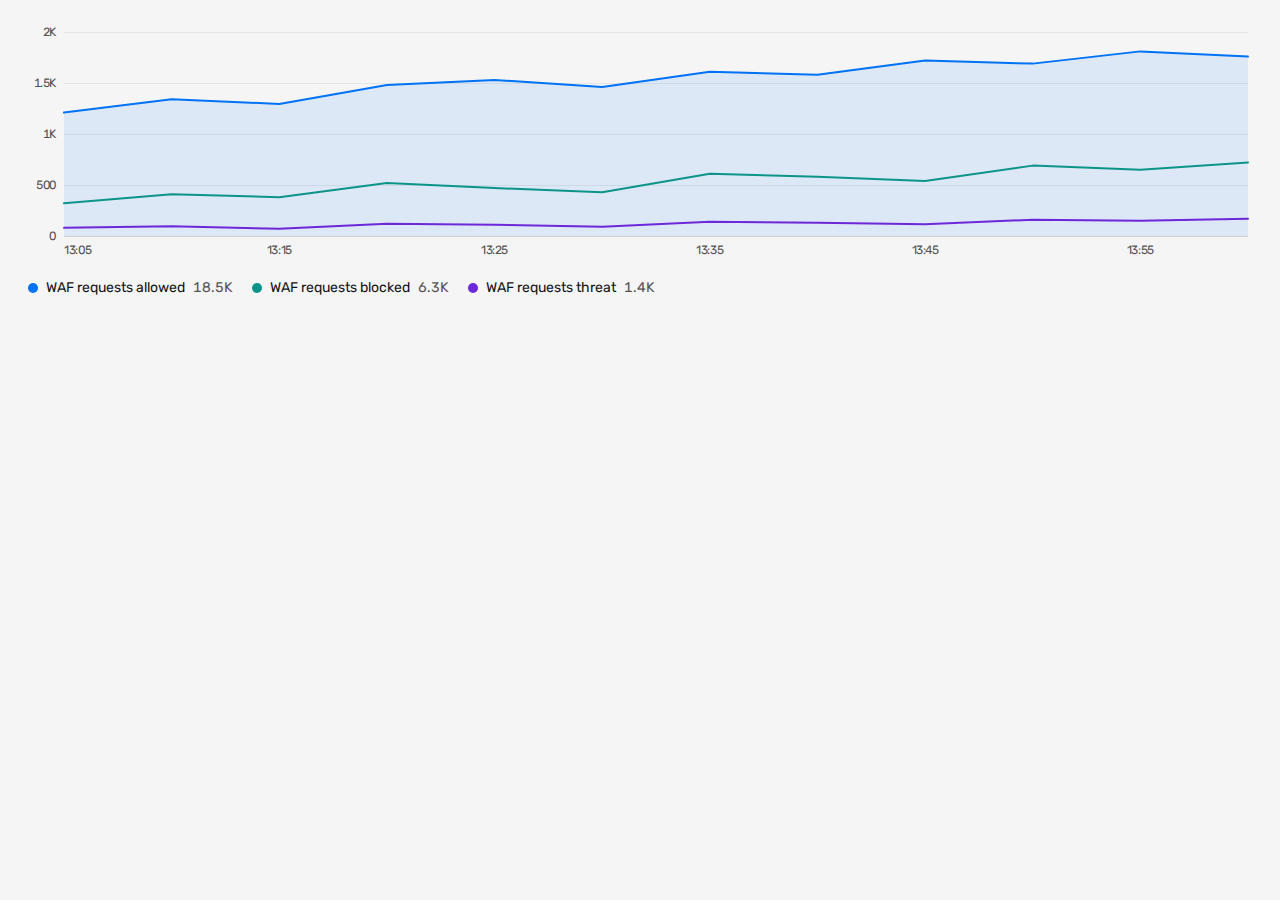 2K
1.5K
1K
500
0
13:05 13:15 13:25 13:35 13:45 13:55
WAF requests allowed 18.5K WAF requests blocked 6.3K WAF requests threat 1.4K